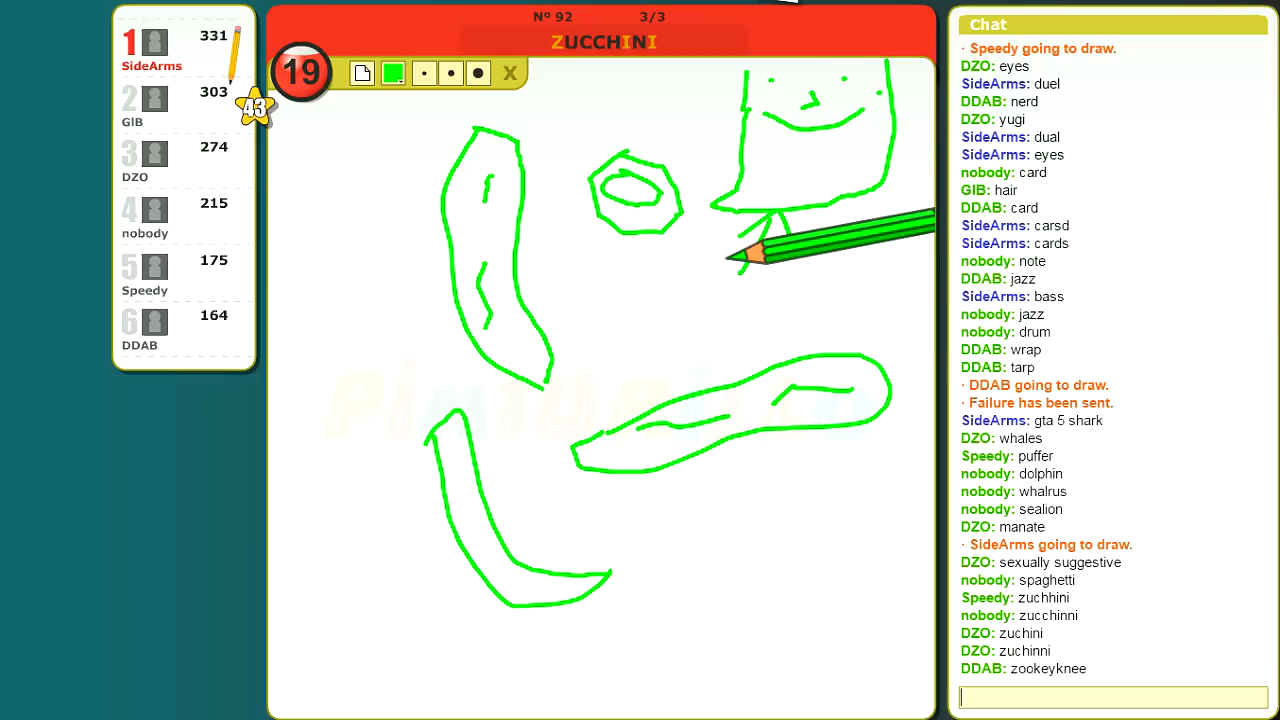 1
331
SideArms
2
303
GIB
43
3
274
DZO
4
215
nobody
5
175
Speedy
6
164
DDAB
Nº 92 3/3
ZUCCHINI
19
X
Chat
· Speedy going to draw.
DZO: eyes
SideArms: duel
DDAB: nerd
DZO: yugi
SideArms: dual
SideArms: eyes
nobody: card
GIB: hair
DDAB: card
SideArms: carsd
SideArms: cards
nobody: note
DDAB: jazz
SideArms: bass
nobody: jazz
nobody: drum
DDAB: wrap
DDAB: tarp
· DDAB going to draw.
· Failure has been sent.
SideArms: gta 5 shark
DZO: whales
Speedy: puffer
nobody: dolphin
nobody: whalrus
nobody: sealion
DZO: manate
· SideArms going to draw.
DZO: sexually suggestive
nobody: spaghetti
Speedy: zuchhini
nobody: zucchinni
DZO: zuchini
DZO: zuchinni
DDAB: zookeyknee